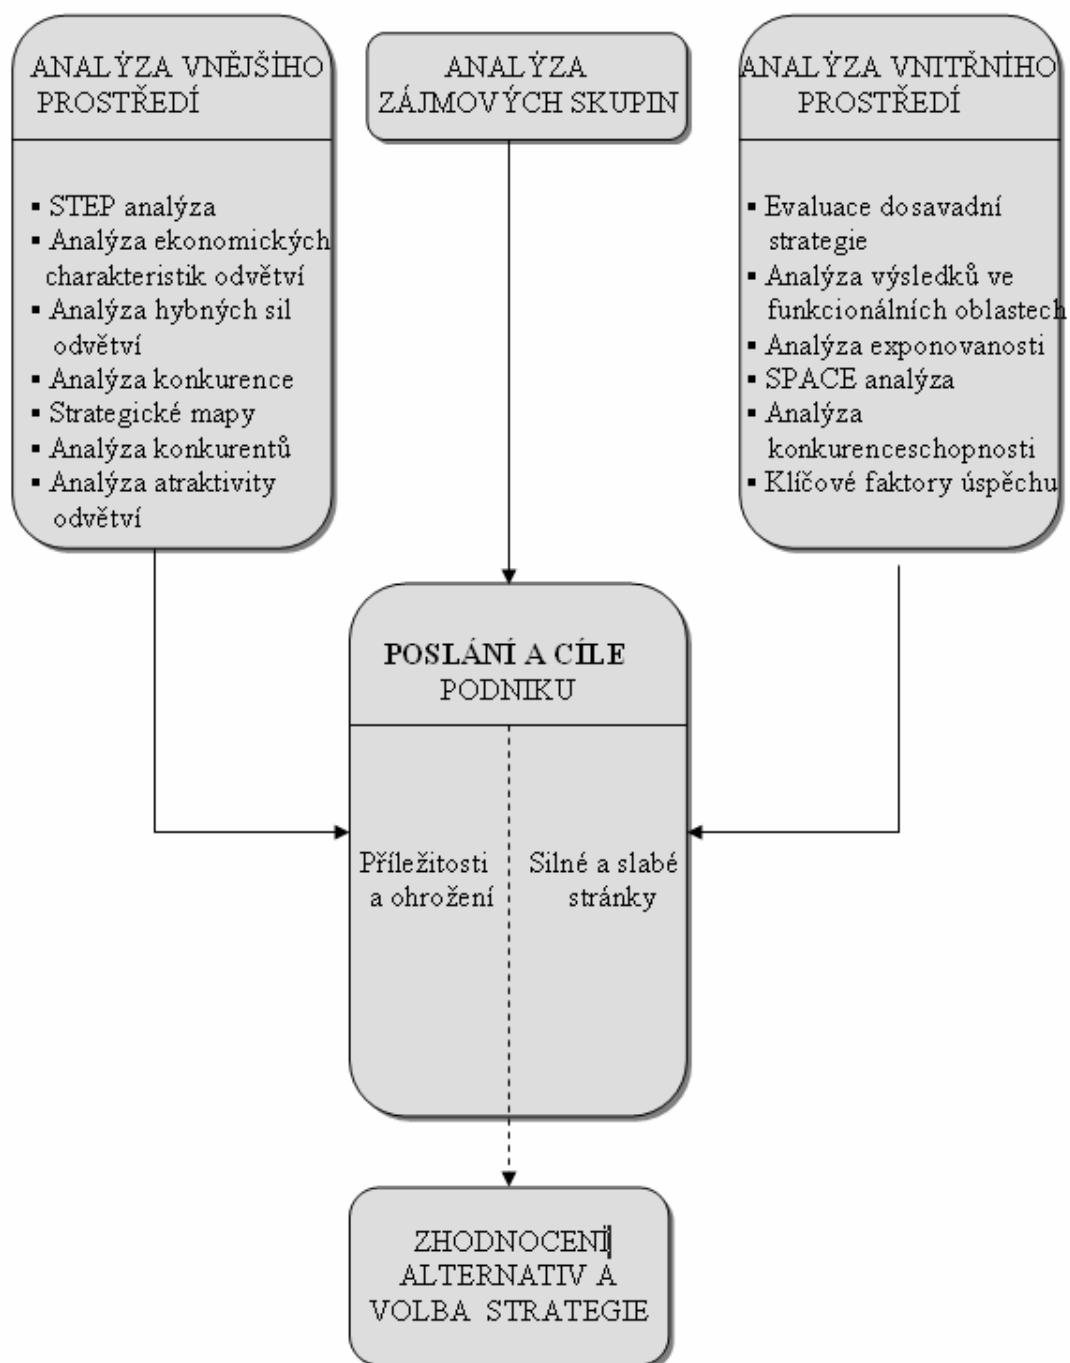 ANALÝZA VNĚJŠÍHO
PROSTŘEDÍ
▪ STEP analýza
▪ Analýza ekonomických
charakteristik odvětví
▪ Analýza hybných sil
odvětví
▪ Analýza konkurence
▪ Strategické mapy
▪ Analýza konkurentů
▪ Analýza atraktivity
odvětví
ANALÝZA
ZÁJMOVÝCH SKUPIN
ANALÝZA VNITŘNÍHO
PROSTŘEDÍ
▪ Evaluace dosavadní
strategie
▪ Analýza výsledků ve
funkcionálních oblastech
▪ Analýza exponovanosti
▪ SPACE analýza
▪ Analýza
konkurenceschopnosti
▪ Klíčové faktory úspěchu
POSLÁNÍ A CÍLE
PODNIKU
Příležitosti
a ohrožení
Silné a slabé
stránky
ZHODNOCENÍ
ALTERNATIV A
VOLBA STRATEGIE